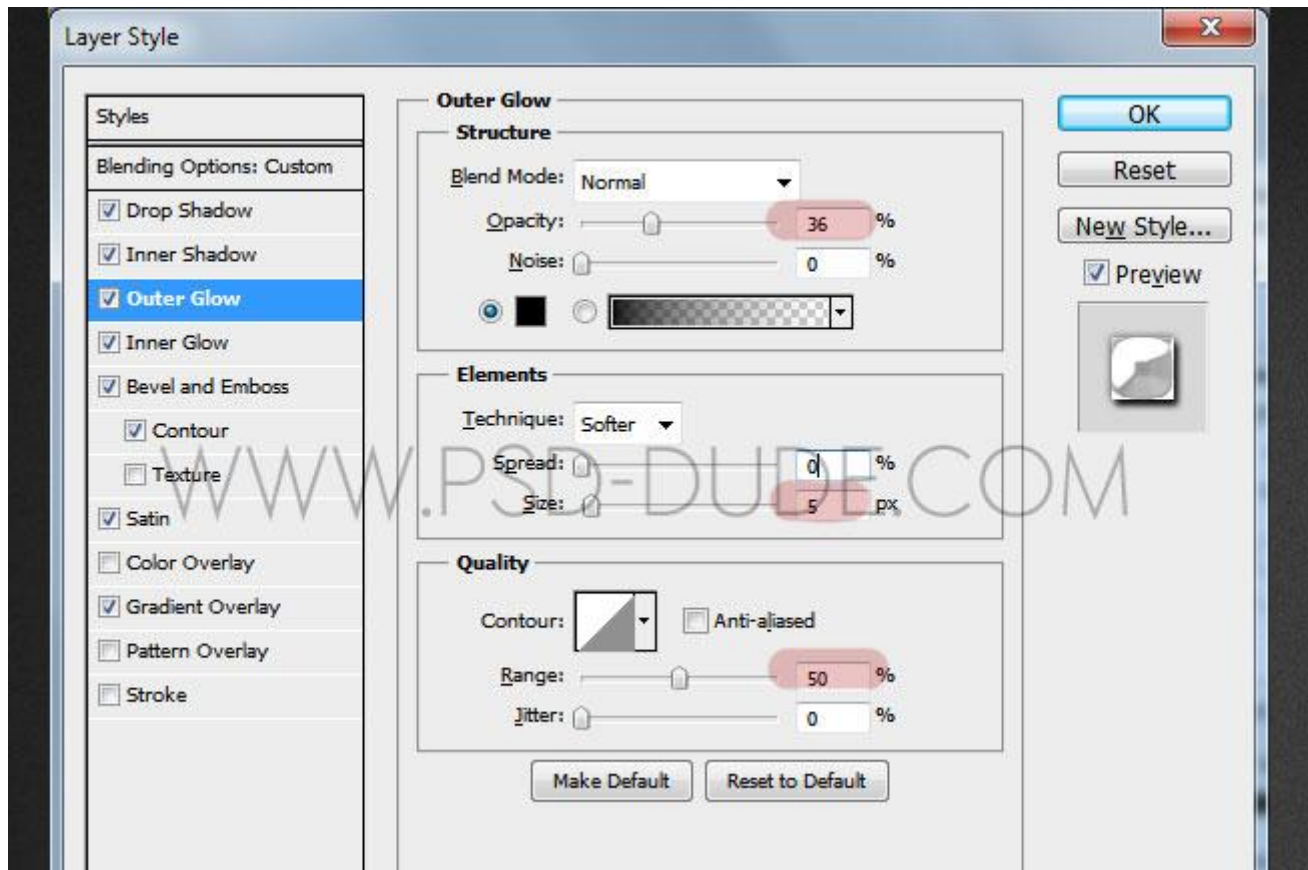 Layer Style
X
Styles
Blending Options: Custom
Drop Shadow
Inner Shadow
Outer Glow
Inner Glow
Bevel and Emboss
Contour
Texture
Satin
Color Overlay
Gradient Overlay
Pattern Overlay
Stroke
Outer Glow
Structure
Blend Mode: Normal
Opacity: 36 %
Noise: 0 %
Elements
Technique: Softer
Spread: 0 %
Size: 5 px
Quality
Contour: Anti-aliased
Range: 50 %
Jitter: 0 %
Make Default Reset to Default
OK
Reset
New Style...
Preview
WWW.PSD-DUDE.COM